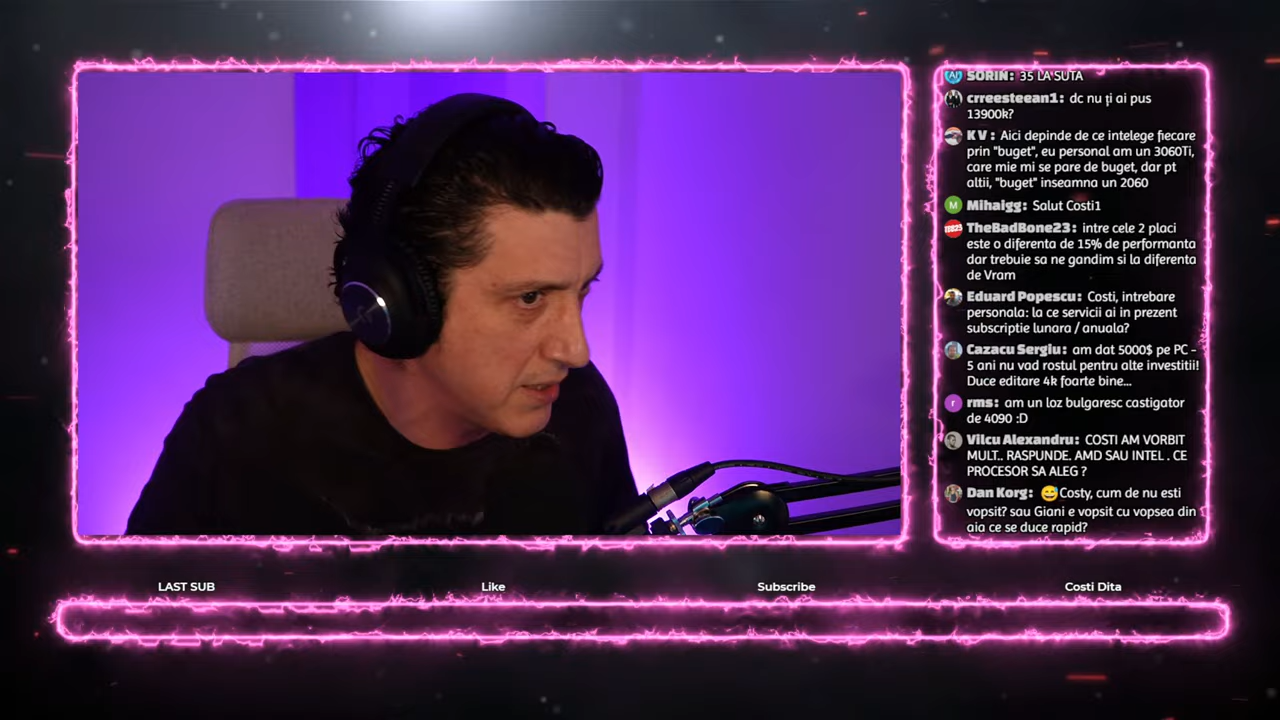 SORIN: 35 LA SUTA
crreesteean1: dc nu ți ai pus
13900k?
K V: Aici depinde de ce intelege fiecare
prin "buget", eu personal am un 3060Ti,
care mie mi se pare de buget, dar pt
altii, "buget" inseamna un 2060
M
Mihaigg: Salut Costi1
TheBadBone23: intre cele 2 placi
este o diferenta de 15% de performanta
dar trebuie sa ne gandim si la diferenta
de Vram
Eduard Popescu: Costi, intrebare
personala: la ce servicii ai in prezent
subscriptie lunara / anuala?
Cazacu Sergiu: am dat 5000$ pe PC -
5 ani nu vad rostul pentru alte investitii!
Duce editare 4k foarte bine...
r
rms: am un loz bulgaresc castigator
de 4090 :D
Vilcu Alexandru: COSTI AM VORBIT
MULT.. RASPUNDE. AMD SAU INTEL . CE
PROCESOR SA ALEG ?
Dan Korg: 😅Costy, cum de nu esti
vopsit? sau Giani e vopsit cu vopsea din
aia ce se duce rapid?
LAST SUB
Like
Subscribe
Costi Dita